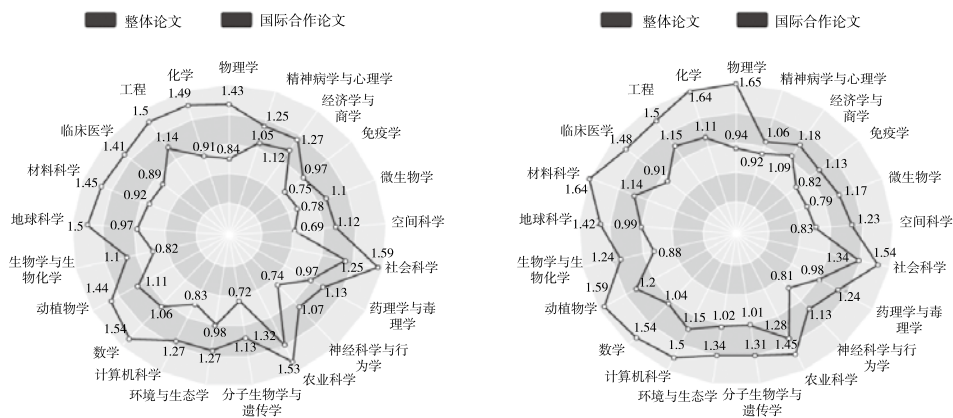 整体论文 国际合作论文
物理学
化学
精神病学与心理学
工程
经济学与
商学
临床医学
免疫学
材料科学
微生物学
地球科学
空间科学
生物学与生
物化学
社会科学
动植物学
药理学与毒
理学
数学
神经科学与行
为学
计算机科学
农业科学
环境与生态学
分子生物学与
遗传学
1.43
1.25
1.27
0.97
1.1
1.12
1.59
1.13
1.07
1.53
1.13
1.27
1.27
1.54
1.44
1.1
1.5
1.45
1.41
1.5
1.49
0.84
1.05
1.12
0.75
0.78
0.69
1.25
0.97
0.74
1.32
0.72
0.98
0.83
1.06
1.11
0.82
0.97
0.92
0.89
1.14
0.91
整体论文 国际合作论文
物理学
化学
精神病学与心理学
工程
经济学与
商学
临床医学
免疫学
材料科学
微生物学
地球科学
空间科学
生物学与生
物化学
社会科学
动植物学
药理学与毒
理学
数学
神经科学与行
为学
计算机科学
农业科学
环境与生态学
分子生物学与
遗传学
1.65
1.06
1.18
1.13
1.17
1.23
1.54
1.24
1.13
1.45
1.31
1.34
1.5
1.54
1.59
1.24
1.42
1.64
1.48
1.5
1.64
0.94
0.92
1.09
0.82
0.79
0.83
1.34
0.98
0.81
1.28
1.01
1.02
1.15
1.04
1.2
0.88
0.99
1.14
0.91
1.15
1.11